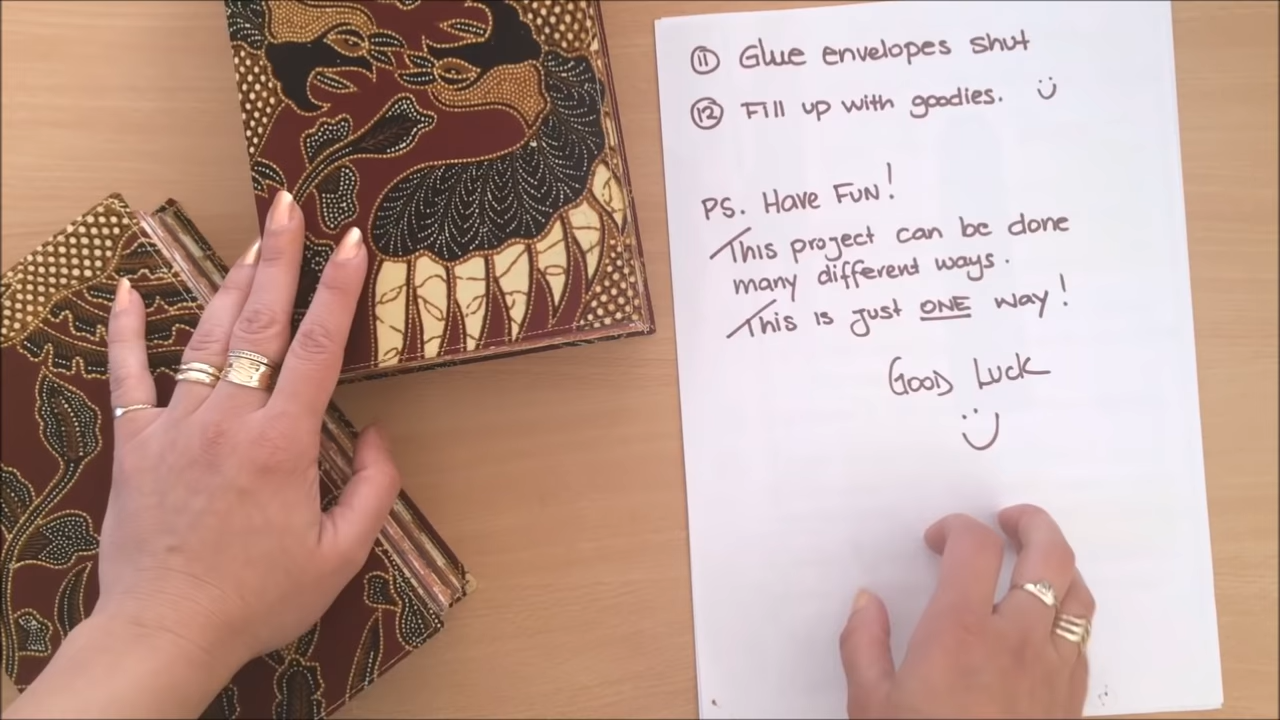 ⑪ Glue envelopes shut
⑫ Fill up with goodies. :)
PS. Have FUN!
This project can be done
many different ways.
This is just ONE way!
GOOD LUCK
:)